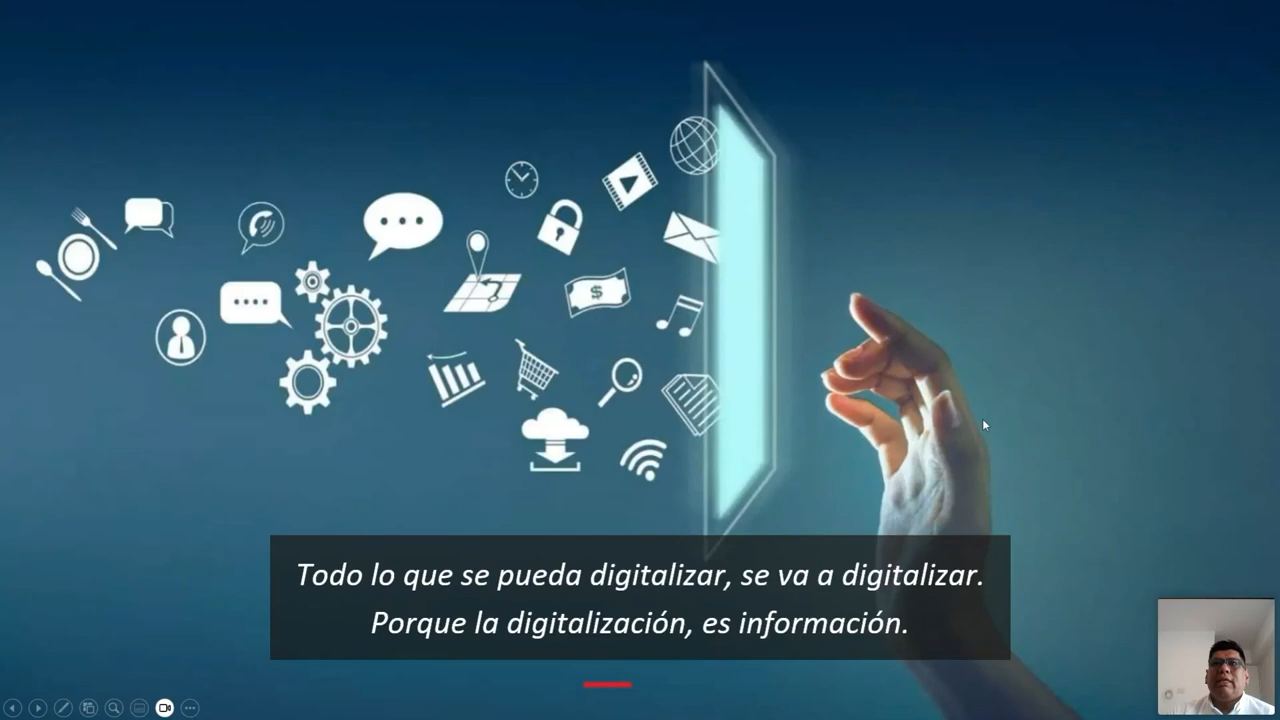 Todo lo que se pueda digitalizar, se va a digitalizar.
Porque la digitalización, es información.